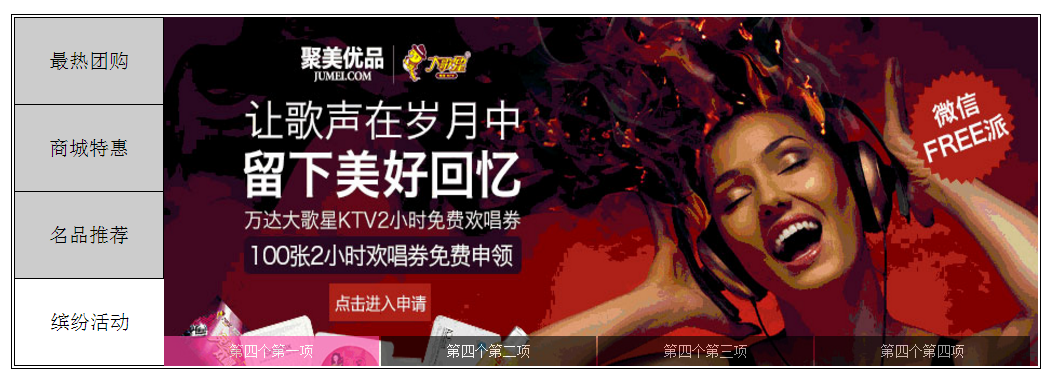 最热团购
商城特惠
名品推荐
缤纷活动
聚美优品
JUMEI.COM
大歌星
让歌声在岁月中
留下美好回忆
万达大歌星KTV2小时免费欢唱券
100张2小时欢唱券免费申领
点击进入申请
微信
FREE派
第四个第一项
第四个第二项
第四个第三项
第四个第四项